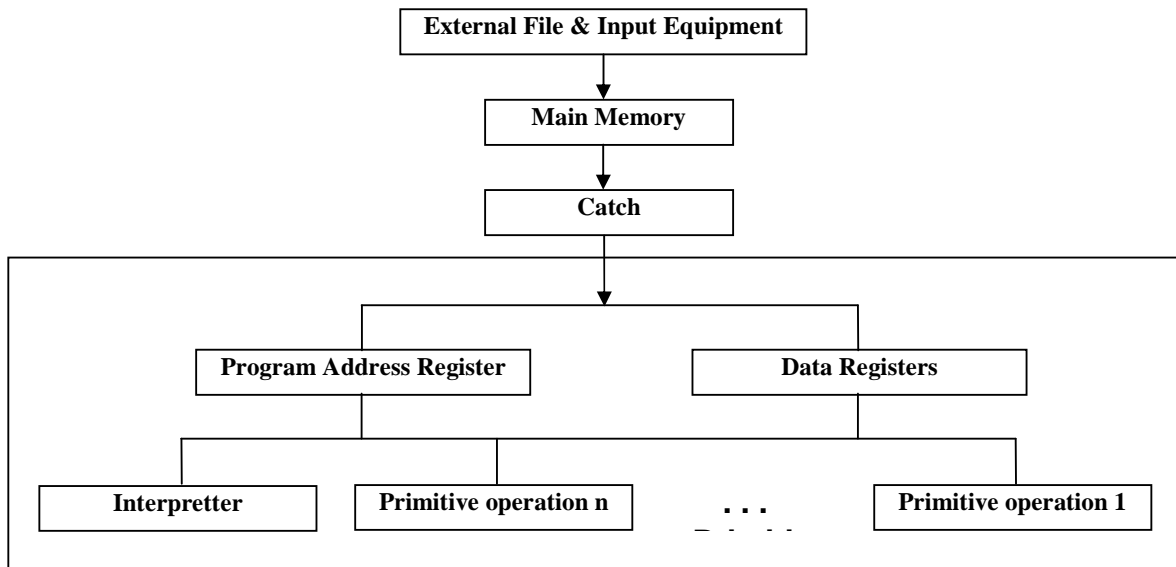 External File & Input Equipment
Main Memory
Catch
Program Address Register
Data Registers
Interpretter
Primitive operation n
. . .
Primitive operation 1